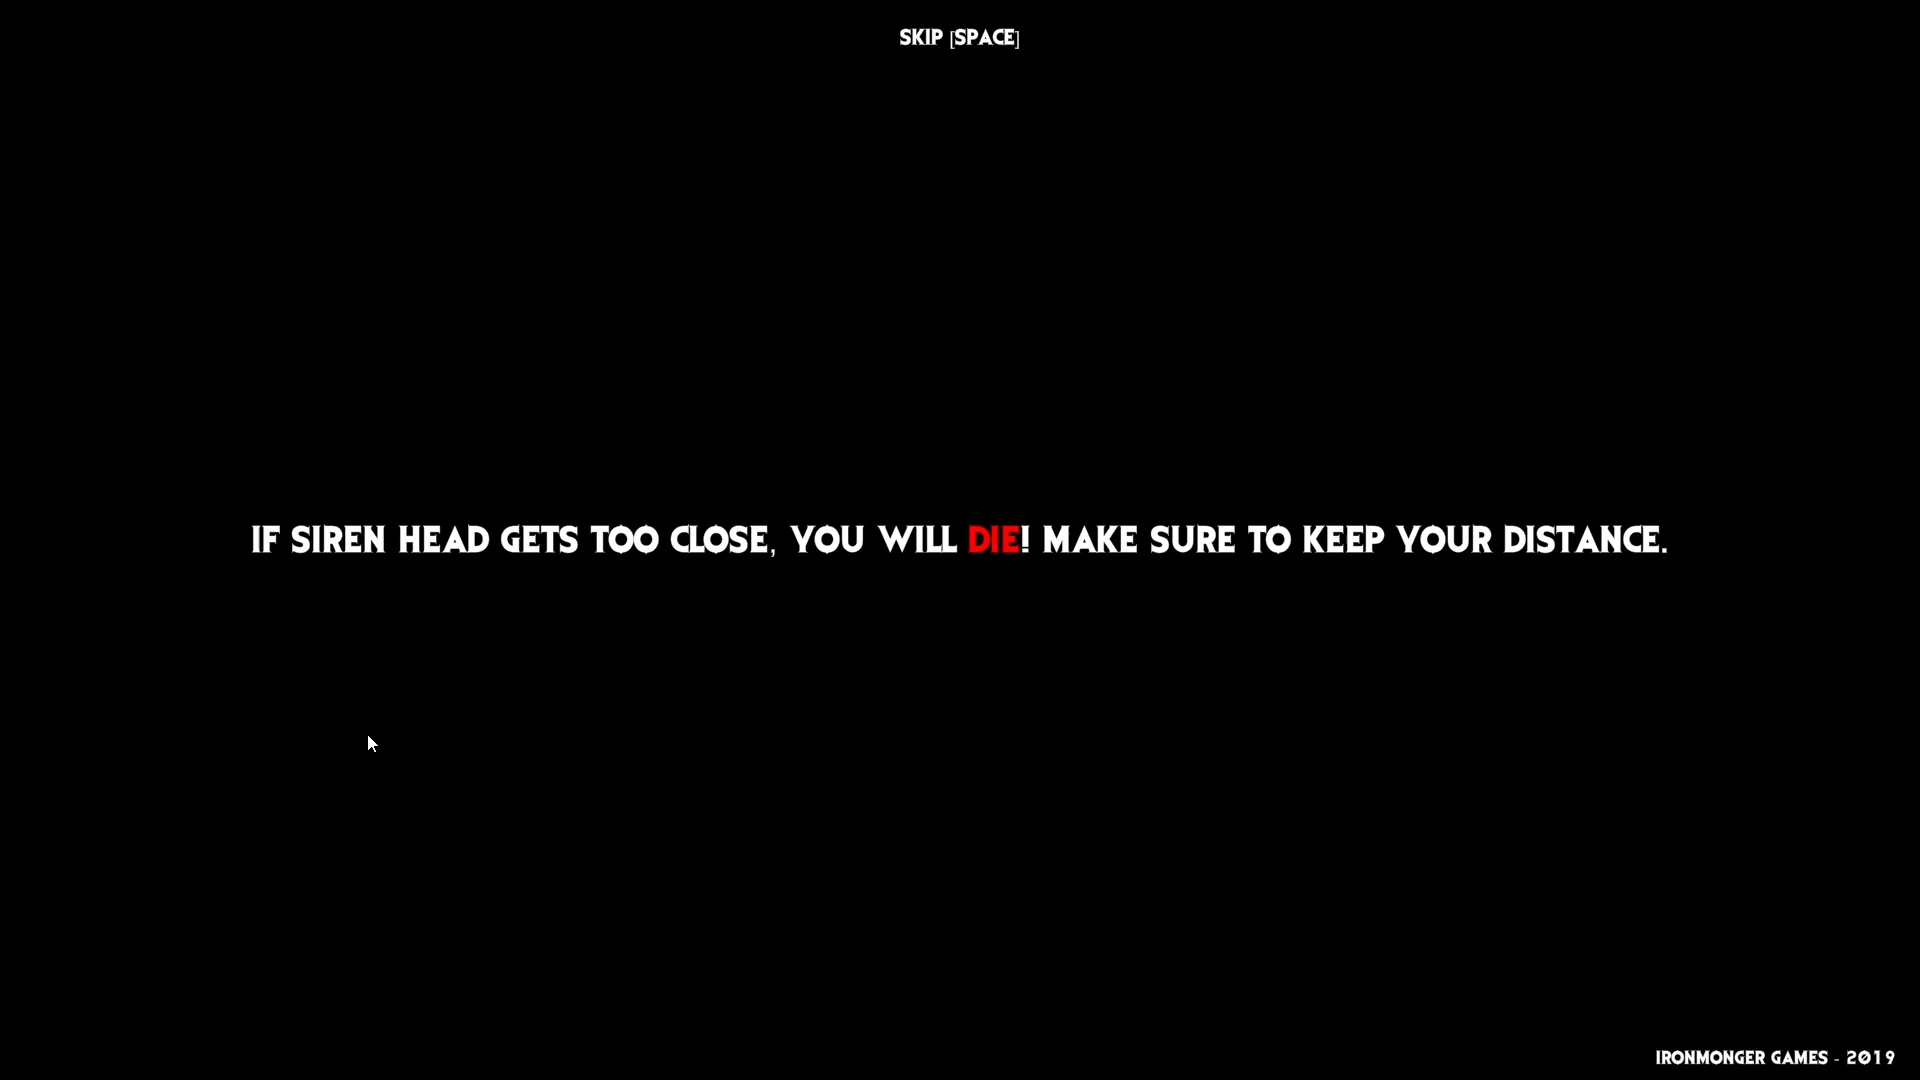 SKIP [SPACE]
IF SIREN HEAD GETS TOO CLOSE, YOU WILL DIE! MAKE SURE TO KEEP YOUR DISTANCE.
IRONMONGER GAMES - 2019